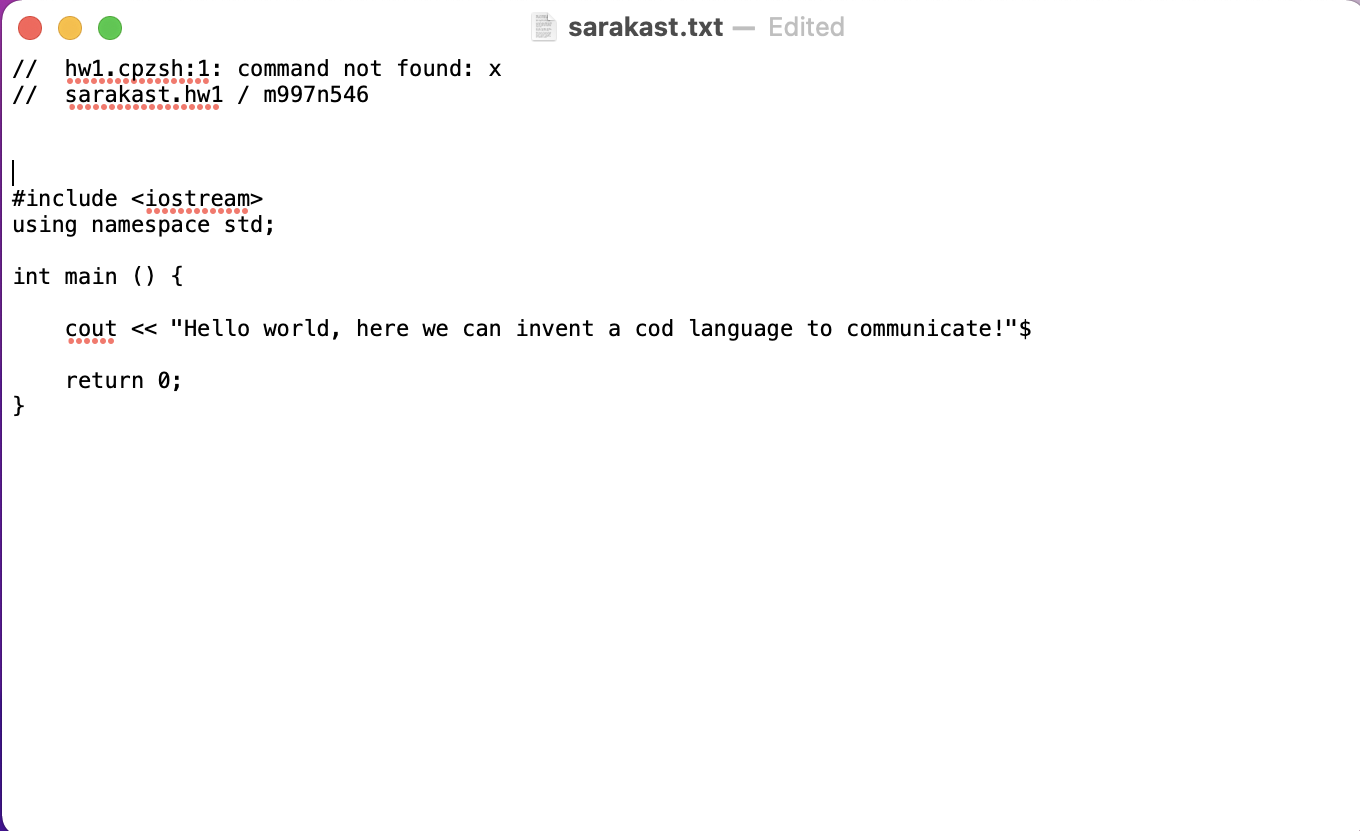 sarakast.txt — Edited
//  hw1.cpzsh:1: command not found: x
//  sarakast.hw1 / m997n546
#include <iostream>
using namespace std;
int main () {
    cout << "Hello world, here we can invent a cod language to communicate!"$
    return 0;
}